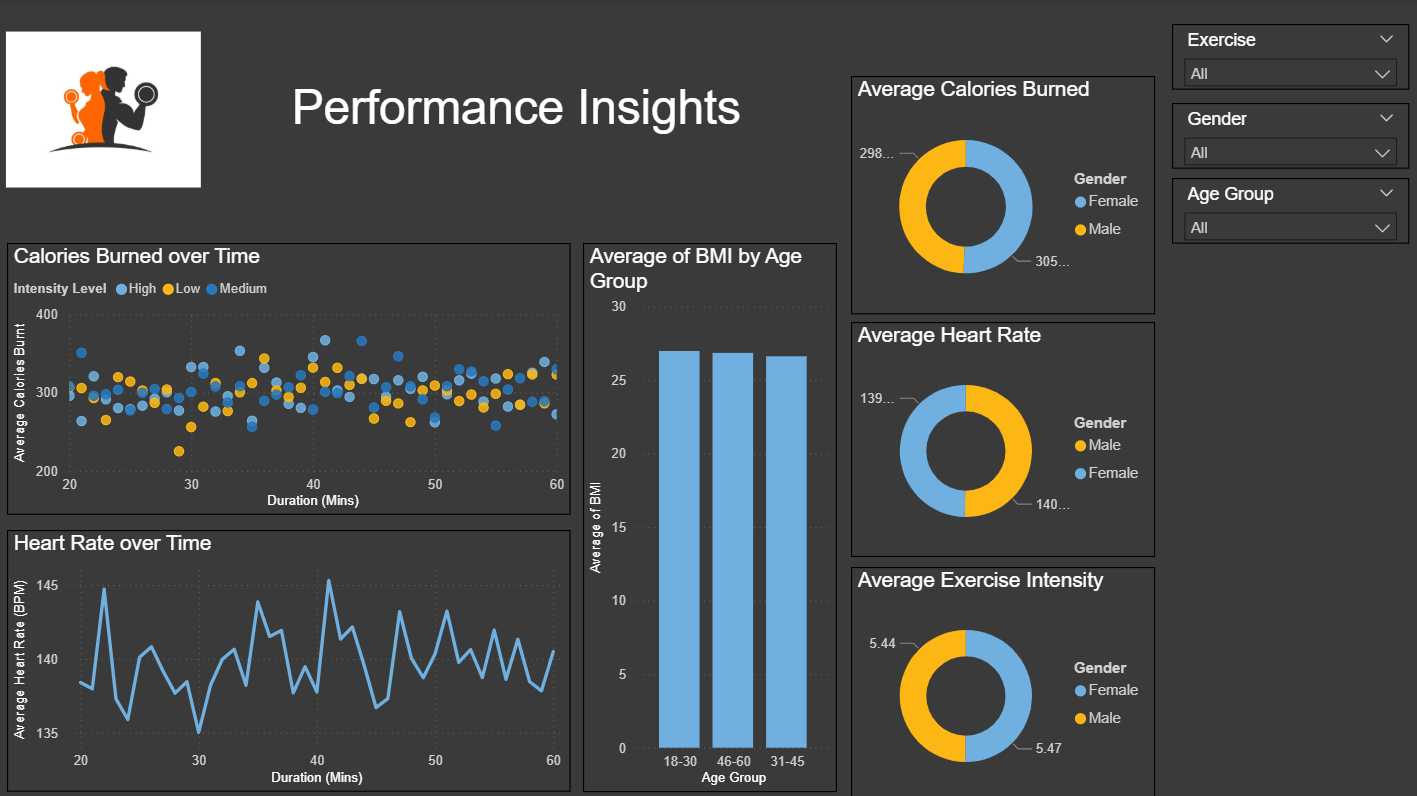 Performance Insights
Exercise
All
Gender
All
Age Group
All
Calories Burned over Time
Intensity Level High Low Medium
Average Calories Burnt
400
300
200
20 30 40 50 60
Duration (Mins)
Heart Rate over Time
Average Heart Rate (BPM)
145
140
135
20 30 40 50 60
Duration (Mins)
Average of BMI by Age
Group
Average of BMI
30
25
20
15
10
5
0
18-30 46-60 31-45
Age Group
Average Calories Burned
298...
305...
Gender
Female
Male
Average Heart Rate
139...
140...
Gender
Male
Female
Average Exercise Intensity
5.44
5.47
Gender
Female
Male